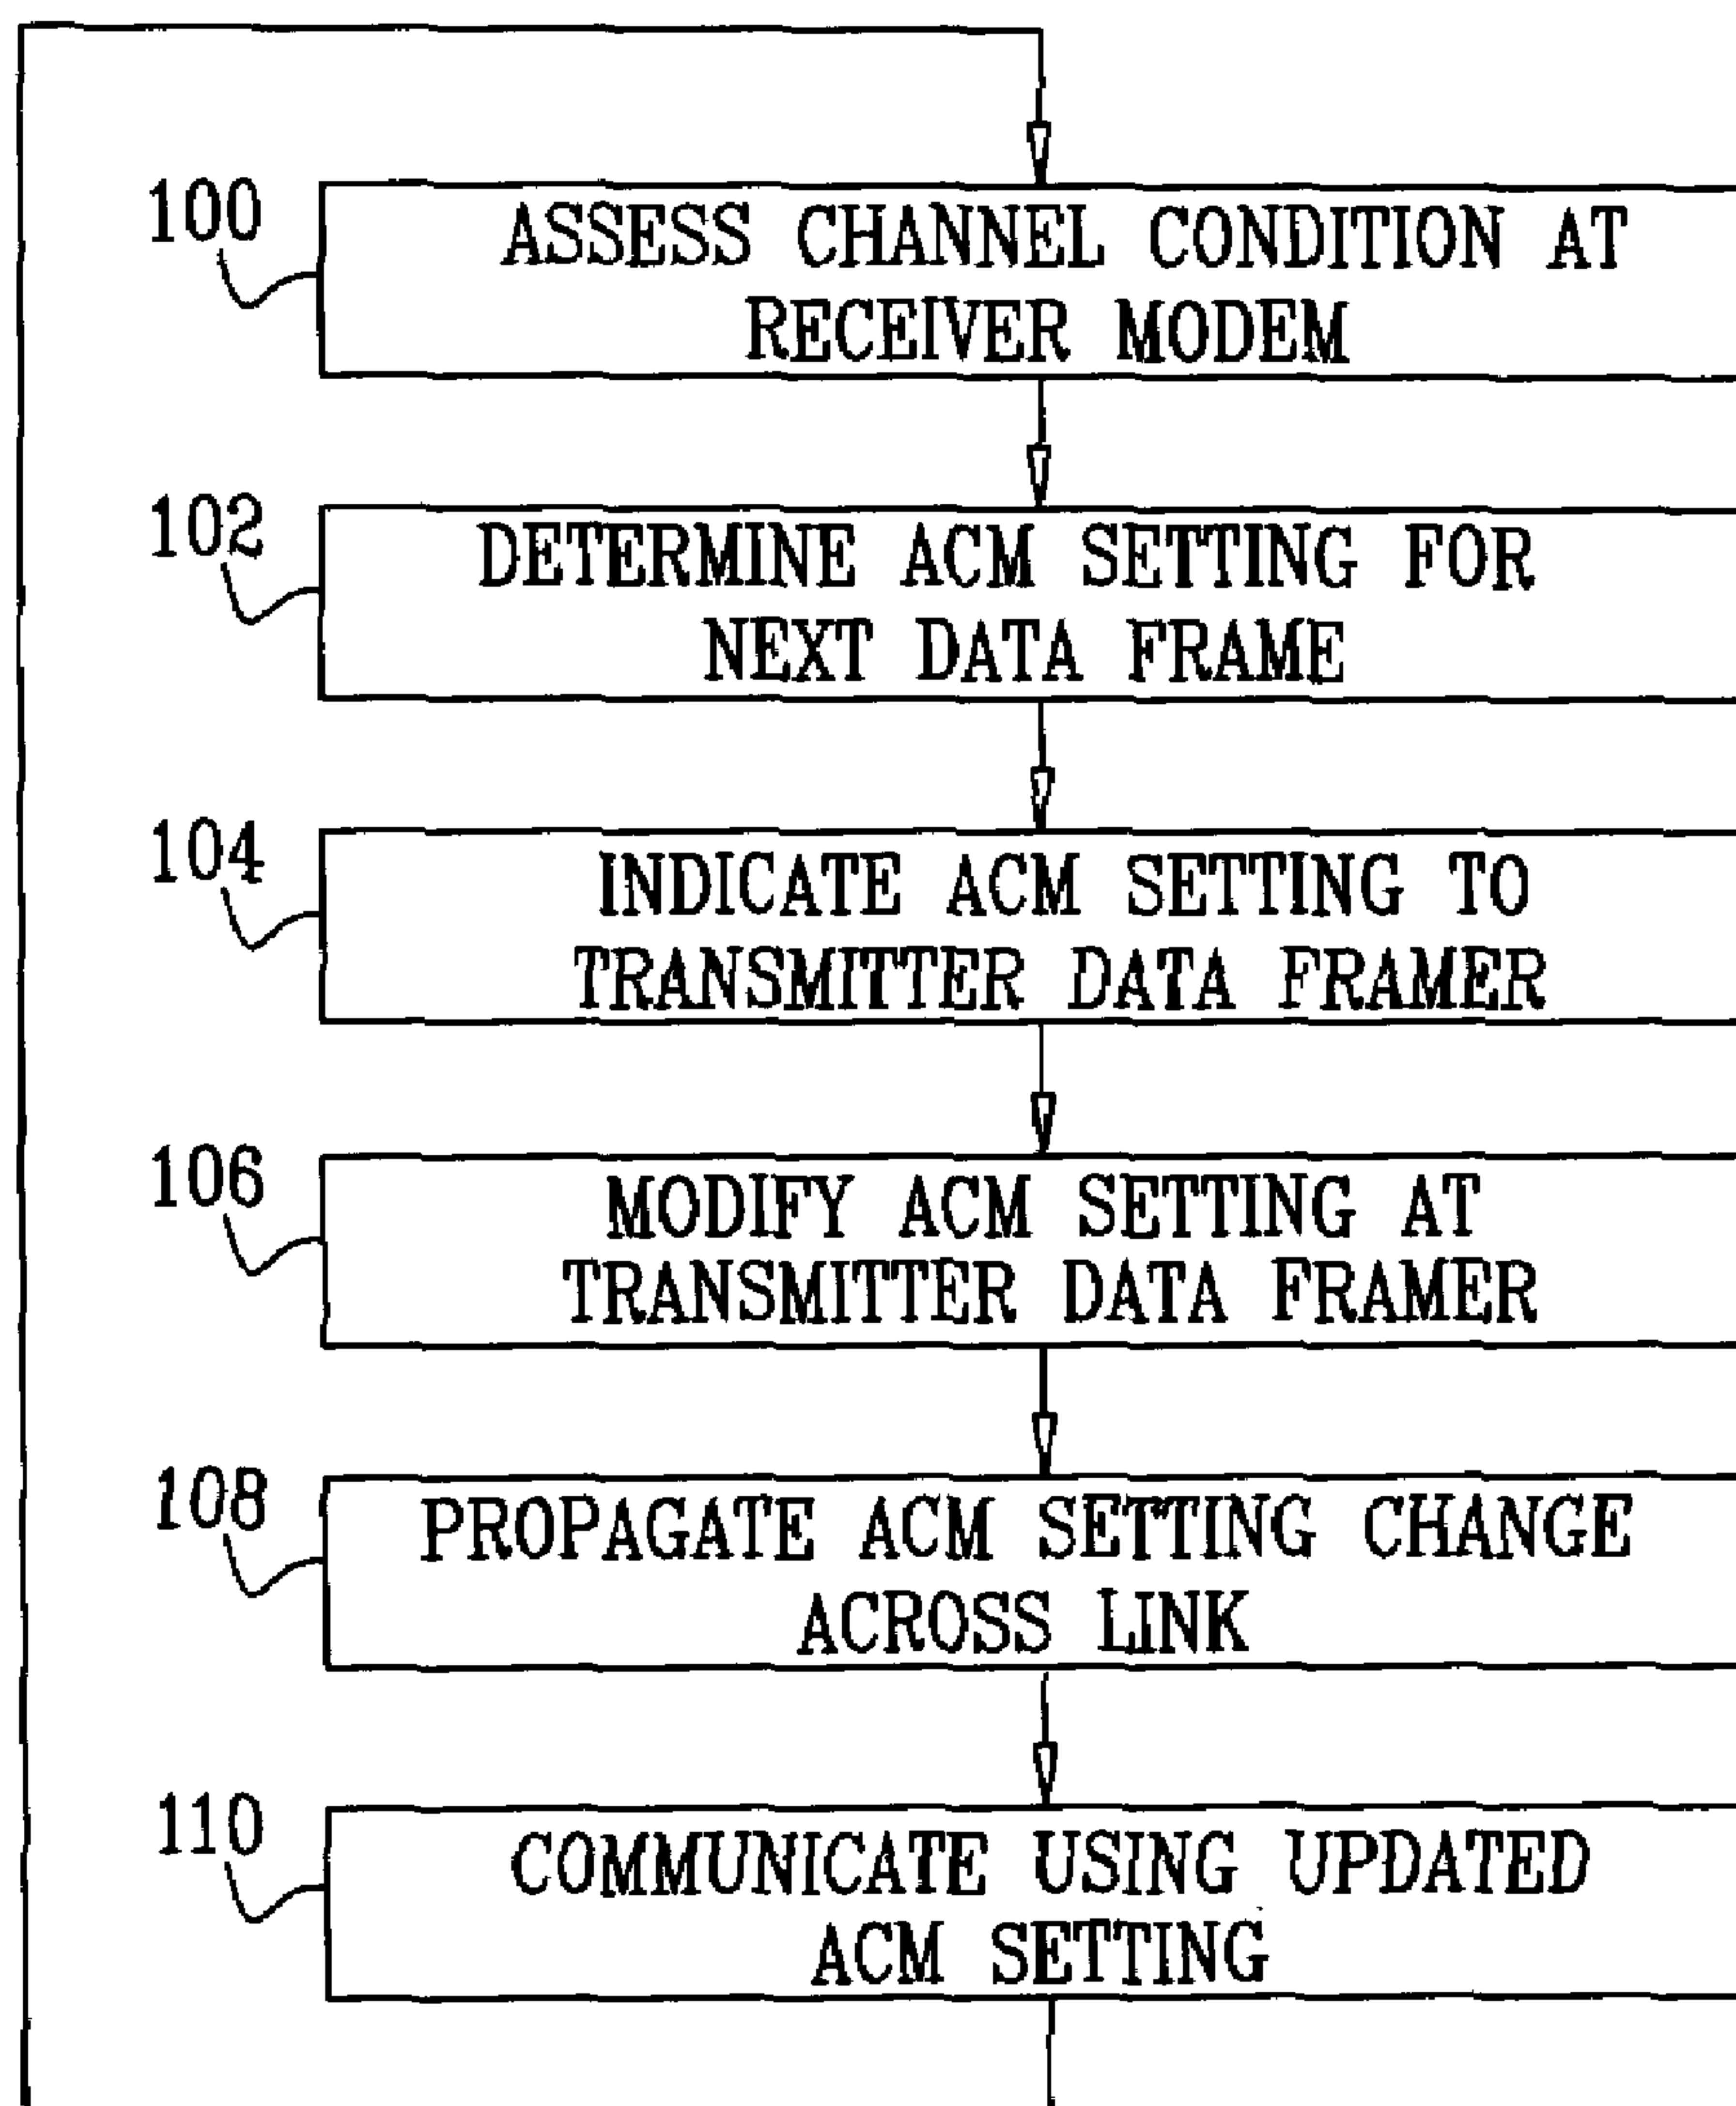 100
ASSESS CHANNEL CONDITION AT
RECEIVER MODEM
102
DETERMINE ACM SETTING FOR
NEXT DATA FRAME
104
INDICATE ACM SETTING TO
TRANSMITTER DATA FRAMER
106
MODIFY ACM SETTING AT
TRANSMITTER DATA FRAMER
108
PROPAGATE ACM SETTING CHANGE
ACROSS LINK
110
COMMUNICATE USING UPDATED
ACM SETTING